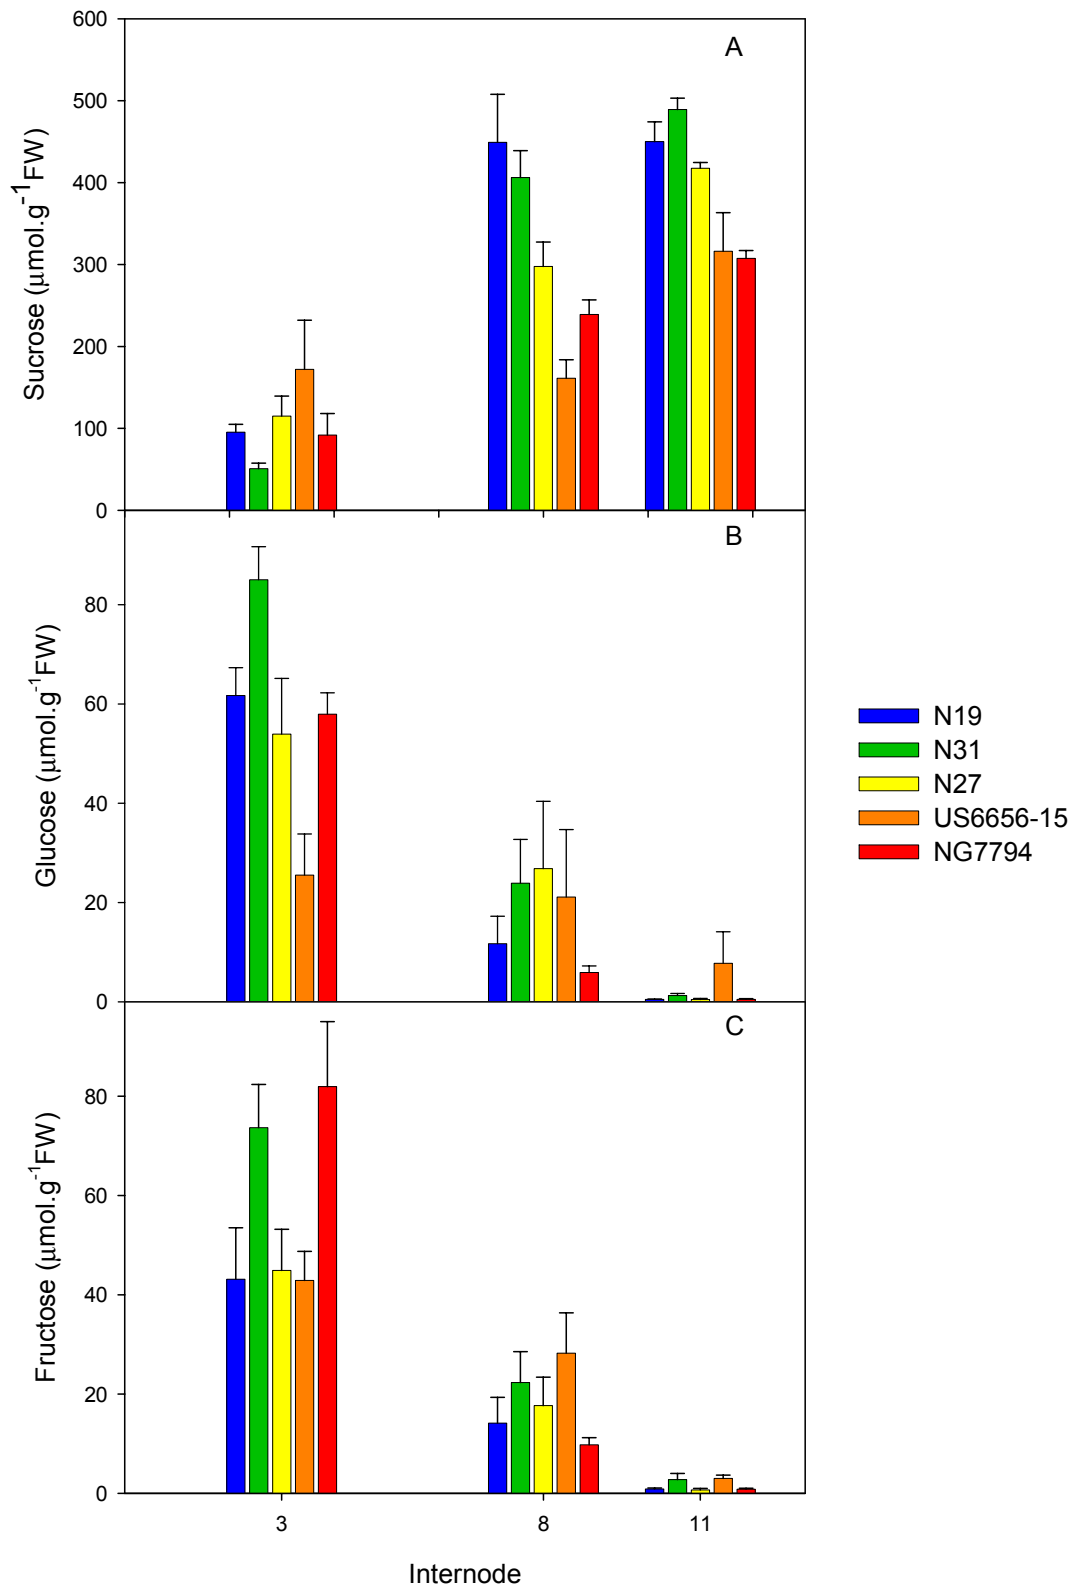 A
Sucrose (μmol.g⁻¹FW)
600
500
400
300
200
100
0
B
Glucose (μmol.g⁻¹FW)
80
60
40
20
0
C
Fructose (μmol.g⁻¹FW)
80
60
40
20
0
3 8 11
Internode
N19
N31
N27
US6656-15
NG7794